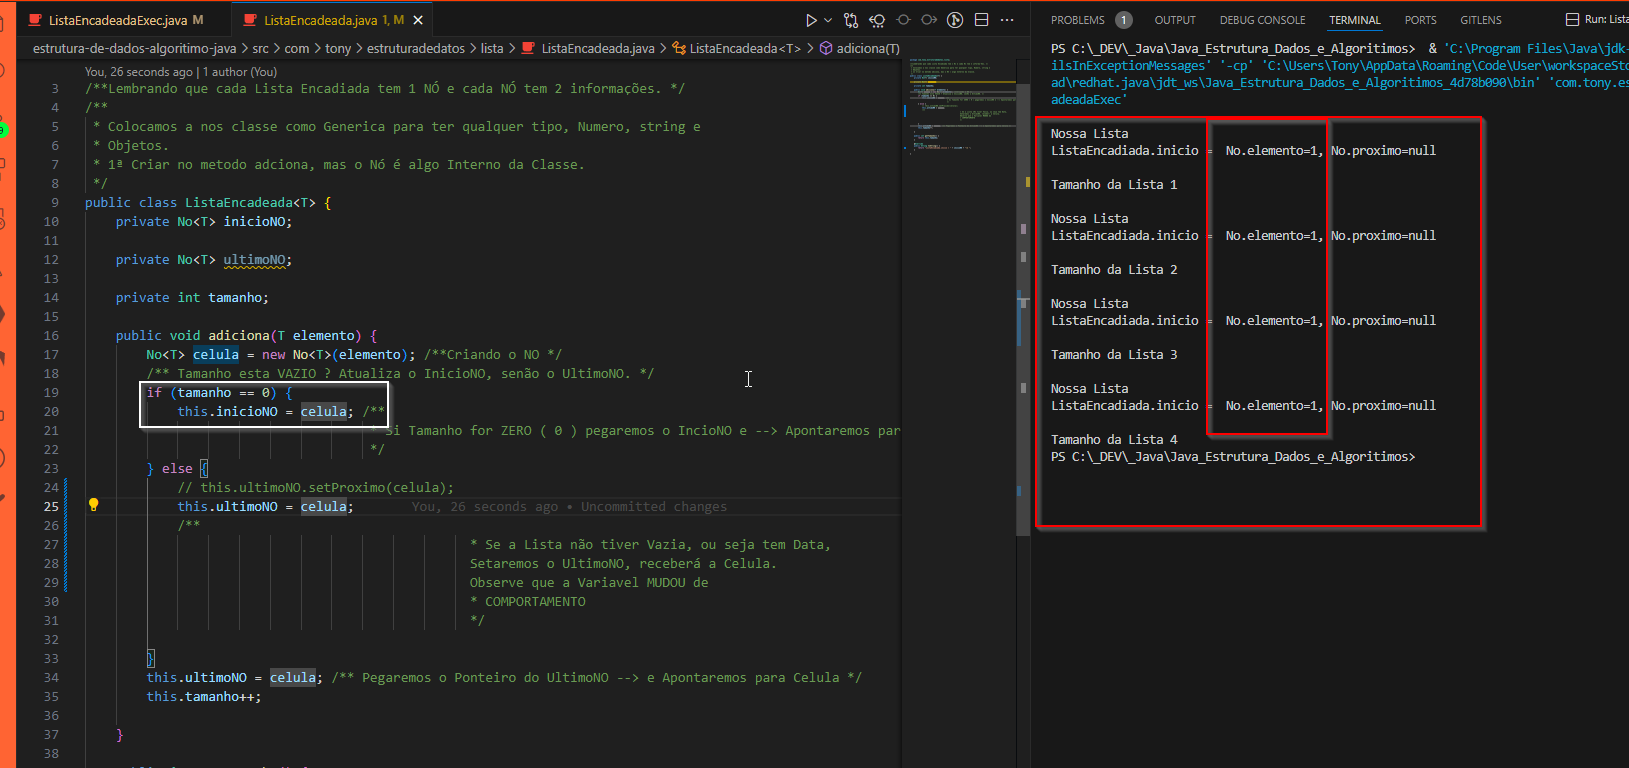 ListaEncadeadaExec.java M
ListaEncadeada.java 1, M
estrutura-de-dados-algoritimo-java > src > com > tony > estruturadedatos > lista > ListaEncadeada.java > ListaEncadeada<T> > adiciona(T)
You, 26 seconds ago | 1 author (You)
3 /**Lembrando que cada Lista Encadiada tem 1 NÓ e cada NÓ tem 2 informações. */
4 /**
5 * Colocamos a nos classe como Generica para ter qualquer tipo, Numero, string e
6 * Objetos.
7 * 1ª Criar no metodo adciona, mas o Nó é algo Interno da Classe.
8 */
9 public class ListaEncadeada<T> {
10 private No<T> inicioNO;
11
12 private No<T> ultimoNO;
13
14 private int tamanho;
15
16 public void adiciona(T elemento) {
17 No<T> celula = new No<T>(elemento); /**Criando o NO */
18 /** Tamanho esta VAZIO ? Atualiza o InicioNO, senão o UltimoNO. */
19 if (tamanho == 0) {
20 this.inicioNO = celula; /**
21 * Si Tamanho for ZERO ( 0 ) pegaremos o IncioNO e --> Apontaremos par
22 */
23 } else {
24 // this.ultimoNO.setProximo(celula);
25 this.ultimoNO = celula; You, 26 seconds ago • Uncommitted changes
26 /**
27 * Se a Lista não tiver Vazia, ou seja tem Data,
28 Setaremos o UltimoNO, receberá a Celula.
29 Observe que a Variavel MUDOU de
30 * COMPORTAMENTO
31 */
32
33 }
34 this.ultimoNO = celula; /** Pegaremos o Ponteiro do UltimoNO --> e Apontaremos para Celula */
35 this.tamanho++;
36
37 }
38
PROBLEMS 1 OUTPUT DEBUG CONSOLE TERMINAL PORTS GITLENS Run: Lista
PS C:\_DEV\_Java\Java_Estrutura_Dados_e_Algoritimos> & 'C:\Program Files\Java\jdk-
ilsInExceptionMessages' '-cp' 'C:\Users\Tony\AppData\Roaming\Code\User\workspaceSto
ad\redhat.java\jdt_ws\Java_Estrutura_Dados_e_Algoritimos_4d78b090\bin' 'com.tony.es
adeadaExec'
Nossa Lista
ListaEncadiada.inicio = No.elemento=1, No.proximo=null
Tamanho da Lista 1
Nossa Lista
ListaEncadiada.inicio = No.elemento=1, No.proximo=null
Tamanho da Lista 2
Nossa Lista
ListaEncadiada.inicio = No.elemento=1, No.proximo=null
Tamanho da Lista 3
Nossa Lista
ListaEncadiada.inicio = No.elemento=1, No.proximo=null
Tamanho da Lista 4
PS C:\_DEV\_Java\Java_Estrutura_Dados_e_Algoritimos>